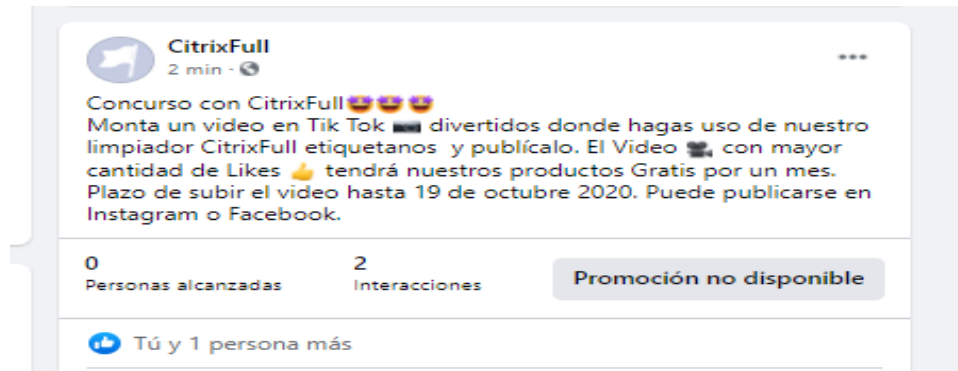 CitrixFull
2 min ·
Concurso con CitrixFull🤩🤩🤩
Monta un video en Tik Tok 📷 divertidos donde hagas uso de nuestro
limpiador CitrixFull etiquetanos y publícalo. El Video 🎥 con mayor
cantidad de Likes 👍 tendrá nuestros productos Gratis por un mes.
Plazo de subir el video hasta 19 de octubre 2020. Puede publicarse en
Instagram o Facebook.
0
Personas alcanzadas
2
Interacciones
Promoción no disponible
Tú y 1 persona más